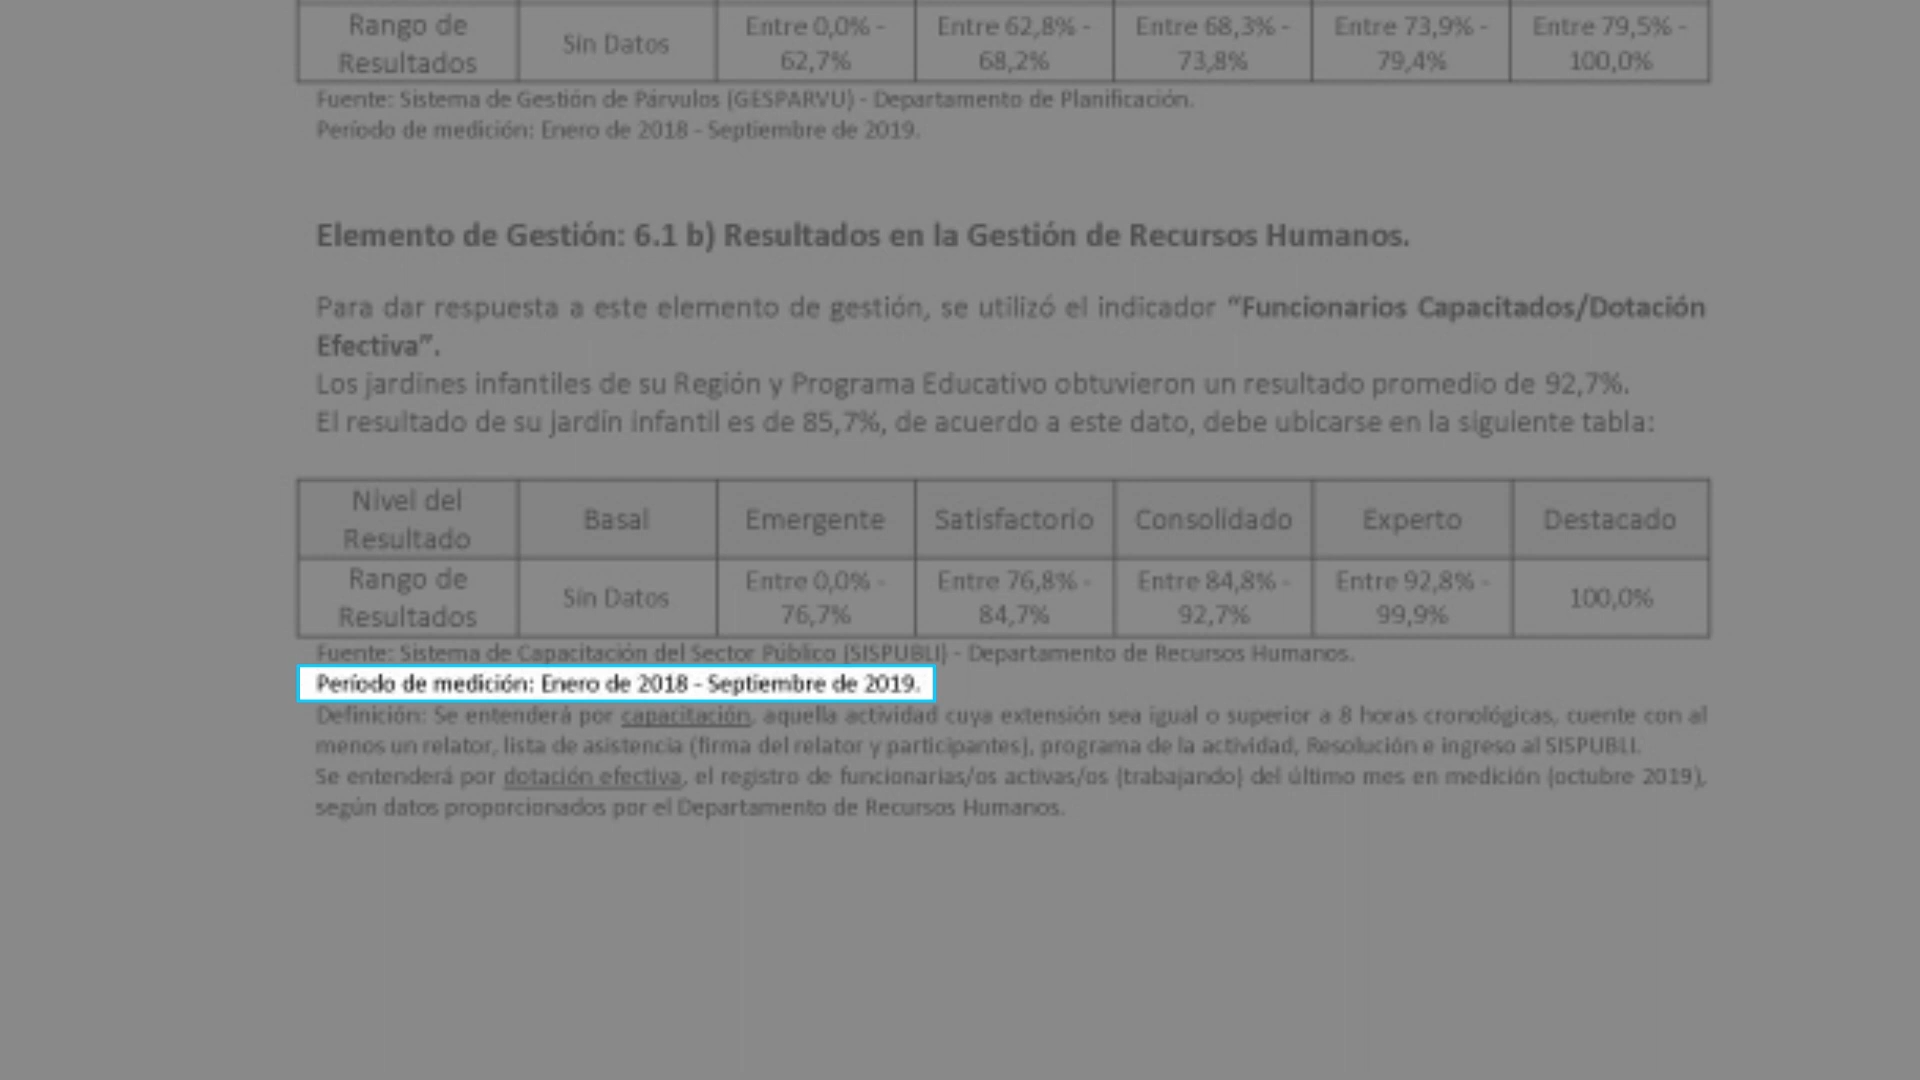 Rango de Resultados Sin Datos Entre 0,0% - 62,7% Entre 62,8% - 68,2% Entre 68,3% - 73,8% Entre 73,9% - 79,4% Entre 79,5% - 100,0%
Fuente: Sistema de Gestión de Párvulos (GESPARVU) - Departamento de Planificación.
Período de medición: Enero de 2018 - Septiembre de 2019.
Elemento de Gestión: 6.1 b) Resultados en la Gestión de Recursos Humanos.
Para dar respuesta a este elemento de gestión, se utilizó el indicador “Funcionarios Capacitados/Dotación
Efectiva”.
Los jardines infantiles de su Región y Programa Educativo obtuvieron un resultado promedio de 92,7%.
El resultado de su jardín infantil es de 85,7%, de acuerdo a este dato, debe ubicarse en la siguiente tabla:
Nivel del Resultado Basal Emergente Satisfactorio Consolidado Experto Destacado
Rango de Resultados Sin Datos Entre 0,0% - 76,7% Entre 76,8% - 84,7% Entre 84,8% - 92,7% Entre 92,8% - 99,9% 100,0%
Fuente: Sistema de Capacitación del Sector Público (SISPUBLI) - Departamento de Recursos Humanos.
Período de medición: Enero de 2018 - Septiembre de 2019.
Definición: Se entenderá por capacitación, aquella actividad cuya extensión sea igual o superior a 8 horas cronológicas, cuente con al
menos un relator, lista de asistencia (firma del relator y participantes), programa de la actividad, Resolución e ingreso al SISPUBLI.
Se entenderá por dotación efectiva, el registro de funcionarias/os activas/os (trabajando) del último mes en medición (octubre 2019),
según datos proporcionados por el Departamento de Recursos Humanos.